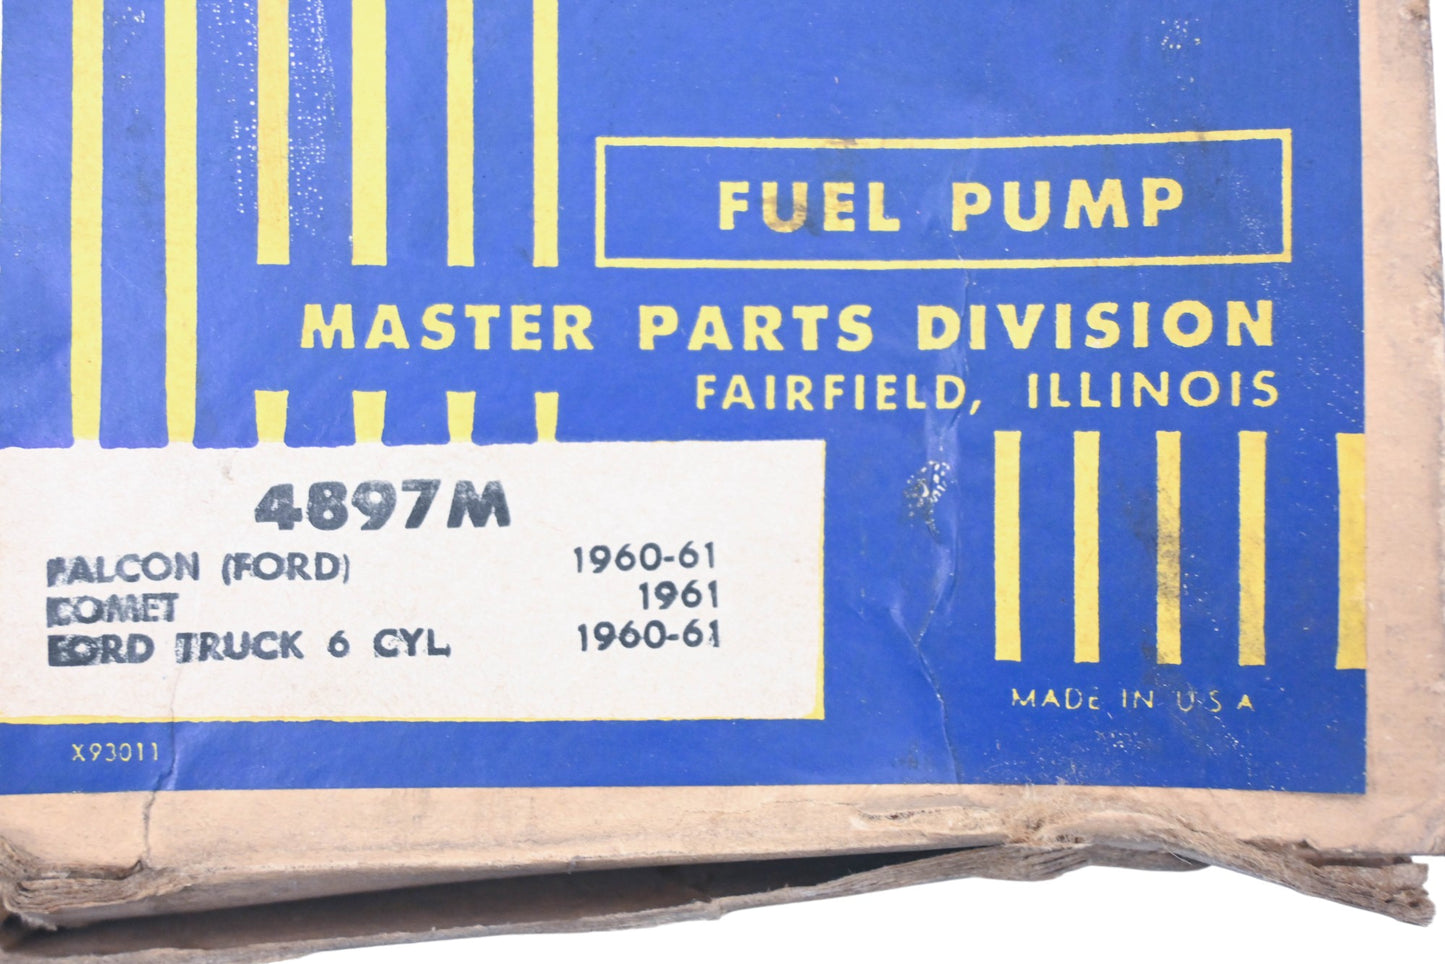 FUEL PUMP
MASTER PARTS DIVISION
FAIRFIELD, ILLINOIS
4897M
FALCON (FORD) 1960-61
COMET 1961
FORD TRUCK 6 CYL. 1960-61
MADE IN U.S.A
X93011